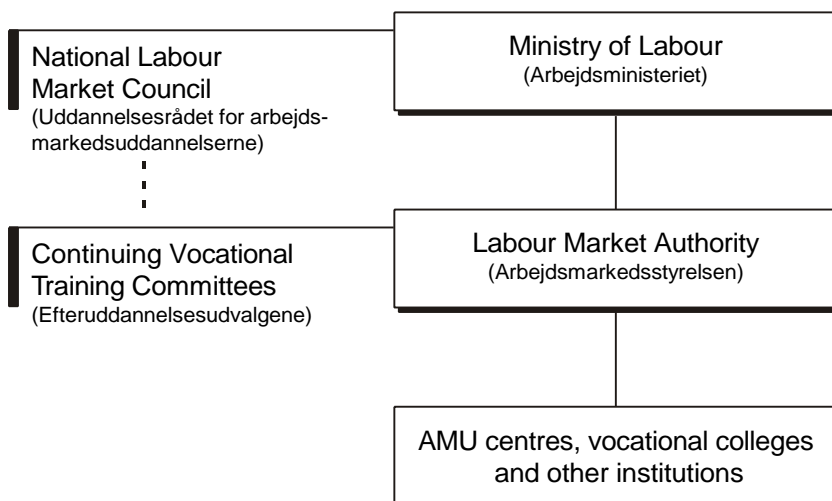 National Labour
Market Council
(Uddannelsesrådet for arbejds-
markedsuddannelserne)
Ministry of Labour
(Arbejdsministeriet)
Continuing Vocational
Training Committees
(Efteruddannelsesudvalgene)
Labour Market Authority
(Arbejdsmarkedsstyrelsen)
AMU centres, vocational colleges
and other institutions